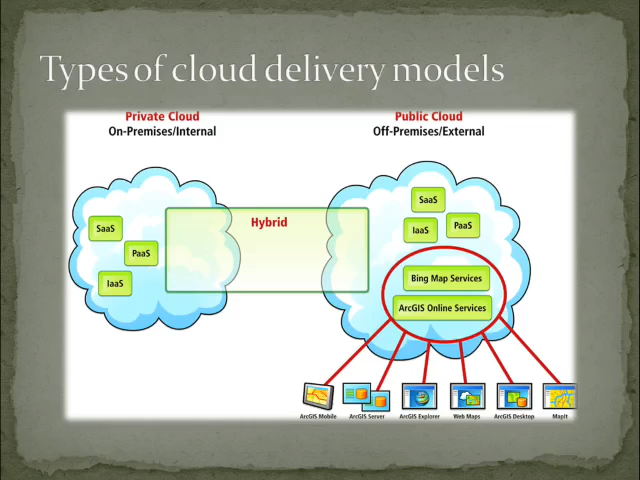 Types of cloud delivery models
Private Cloud
On-Premises/Internal
Public Cloud
Off-Premises/External
SaaS
PaaS
IaaS
Hybrid
SaaS
IaaS
PaaS
Bing Map Services
ArcGIS Online Services
ArcGIS Mobile
ArcGIS Server
ArcGIS Explorer
Web Maps
ArcGIS Desktop
MapIt